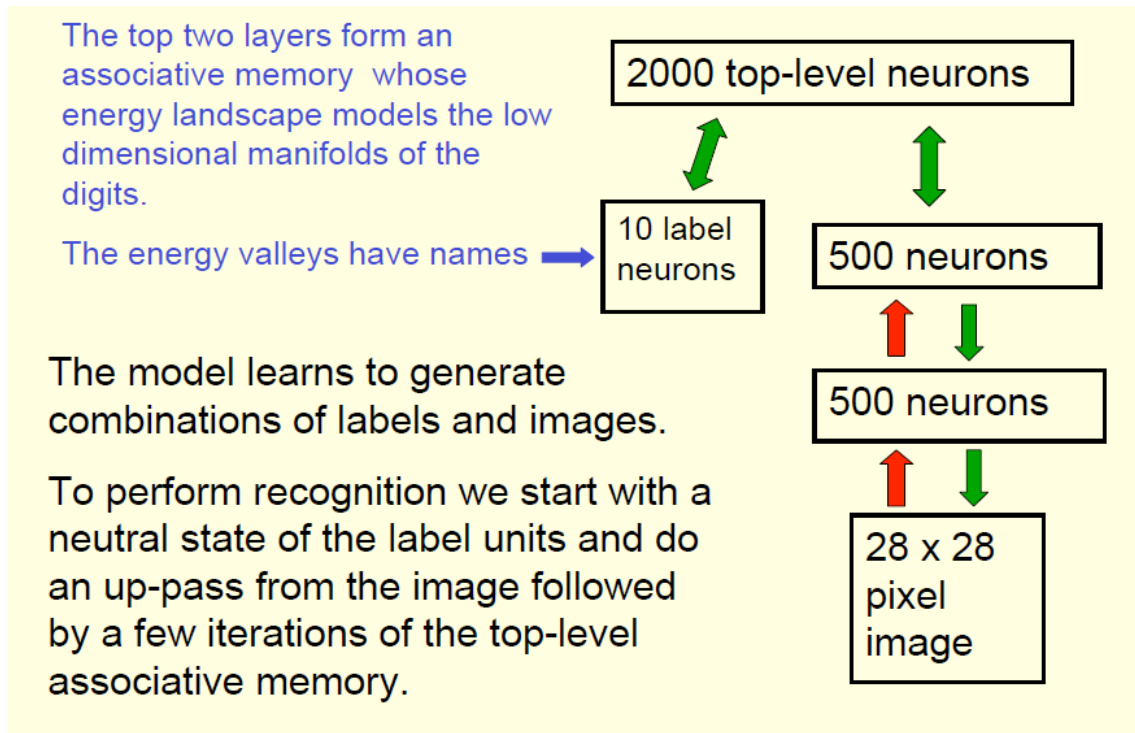 The top two layers form an
associative memory whose
energy landscape models the low
dimensional manifolds of the
digits.
The energy valleys have names
The model learns to generate
combinations of labels and images.
To perform recognition we start with a
neutral state of the label units and do
an up-pass from the image followed
by a few iterations of the top-level
associative memory.
2000 top-level neurons
10 label
neurons
500 neurons
500 neurons
28 x 28
pixel
image